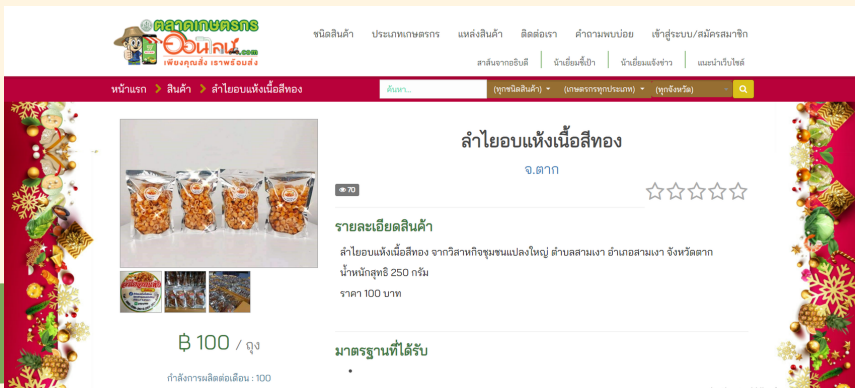 ตลาดเกษตรกร
ออนไลน์.com
เพียงคุณสั่ง เราพร้อมส่ง
ชนิดสินค้า ประเภทเกษตรกร แหล่งสินค้า ติดต่อเรา คำถามพบบ่อย เข้าสู่ระบบ/สมัครสมาชิก
สาส์นจากอธิบดี น้าเยี่ยมชี้เป้า น้าเยี่ยมแจ้งข่าว แนะนำเว็บไซต์
หน้าแรก สินค้า ลำไยอบแห้งเนื้อสีทอง
ค้นหา... (ทุกชนิดสินค้า) (เกษตรกรทุกประเภท) (ทุกจังหวัด)
ลำไยอบแห้งเนื้อสีทอง
จ.ตาก
70
รายละเอียดสินค้า
ลำไยอบแห้งเนื้อสีทอง จากวิสาหกิจชุมชนแปลงใหญ่ ตำบลสามเงา อำเภอสามเงา จังหวัดตาก
น้ำหนักสุทธิ 250 กรัม
ราคา 100 บาท
฿ 100 / ถุง
มาตรฐานที่ได้รับ
กำลังการผลิตต่อเดือน : 100